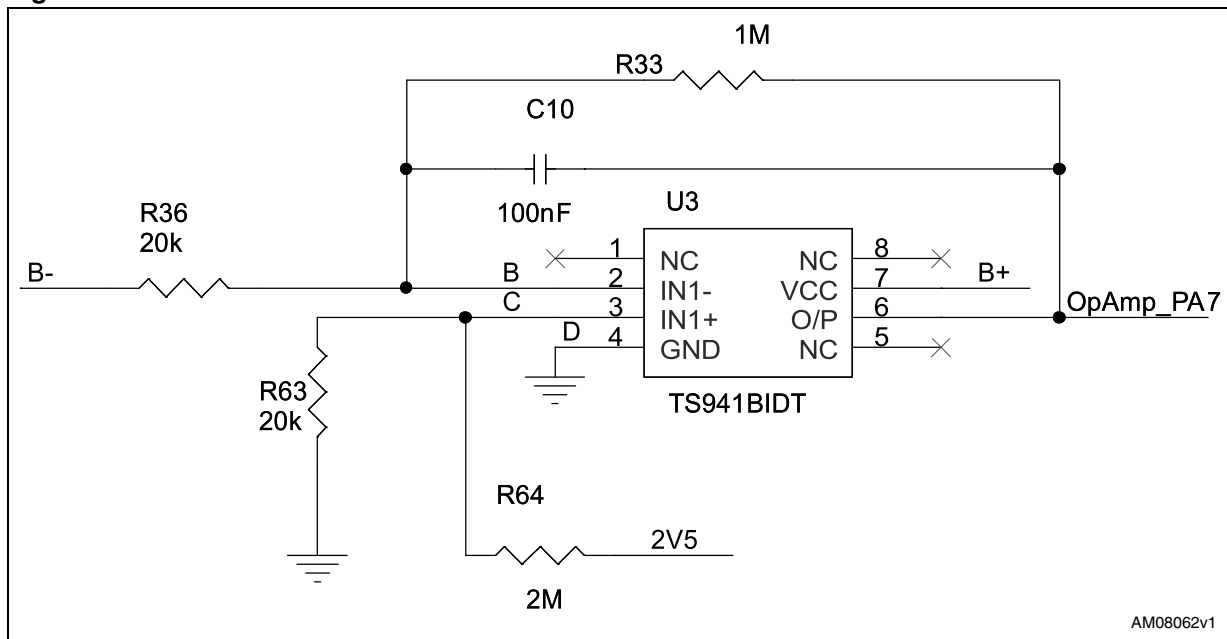 1M
R33
C10
100nF
U3
R36
20k
B-
B
C
D
1
2
3
4
NC
IN1-
IN1+
GND
NC
VCC
O/P
NC
8
7
6
5
B+
OpAmp_PA7
TS941BIDT
R63
20k
R64
2V5
2M
AM08062v1